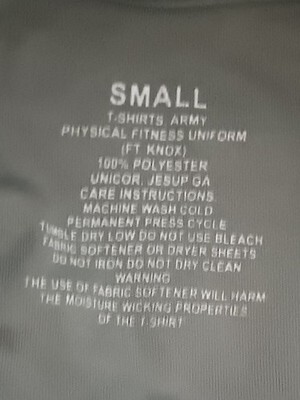 SMALL
T-SHIRTS, ARMY
PHYSICAL FITNESS UNIFORM
(FT KNOX)
100% POLYESTER
UNICOR, JESUP GA
CARE INSTRUCTIONS
MACHINE WASH COLD
PERMANENT PRESS CYCLE
TUMBLE DRY LOW DO NOT USE BLEACH
FABRIC SOFTENER OR DRYER SHEETS
DO NOT IRON DO NOT DRY CLEAN
WARNING
THE USE OF FABRIC SOFTENER WILL HARM
THE MOISTURE WICKING PROPERTIES
OF THE T-SHIRT